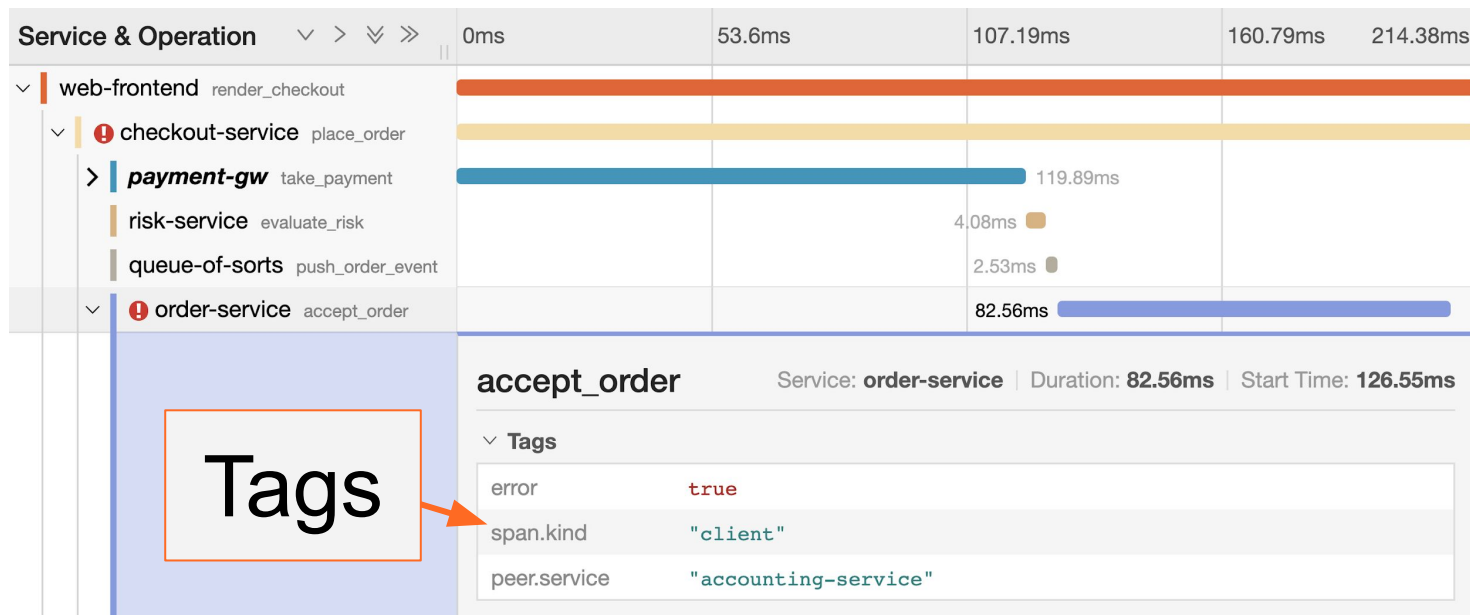 Service & Operation 0ms 53.6ms 107.19ms 160.79ms 214.38ms
web-frontend render_checkout
checkout-service place_order
payment-gw take_payment 119.89ms
risk-service evaluate_risk 4.08ms
queue-of-sorts push_order_event 2.53ms
order-service accept_order 82.56ms
accept_order Service: order-service Duration: 82.56ms Start Time: 126.55ms
Tags
Tags
error true
span.kind "client"
peer.service "accounting-service"